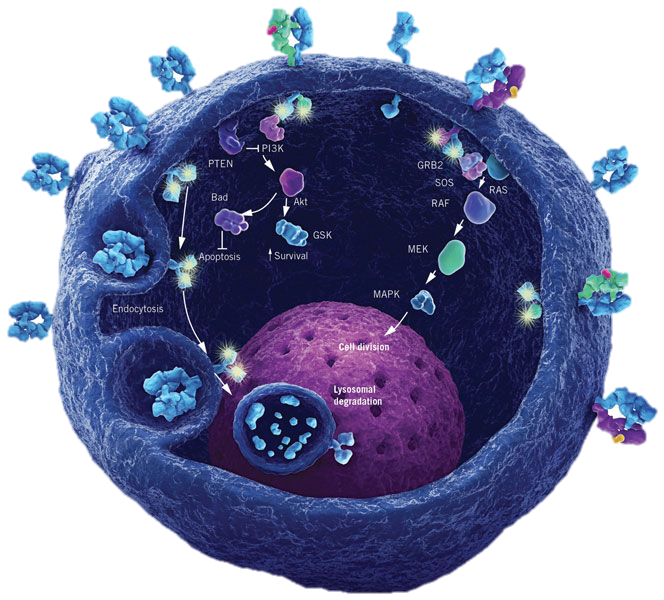 PTEN
PI3K
Akt
Bad
GSK
Apoptosis
Survival
Endocytosis
GRB2
SOS
RAS
RAF
MEK
MAPK
Cell division
Lysosomal
degradation